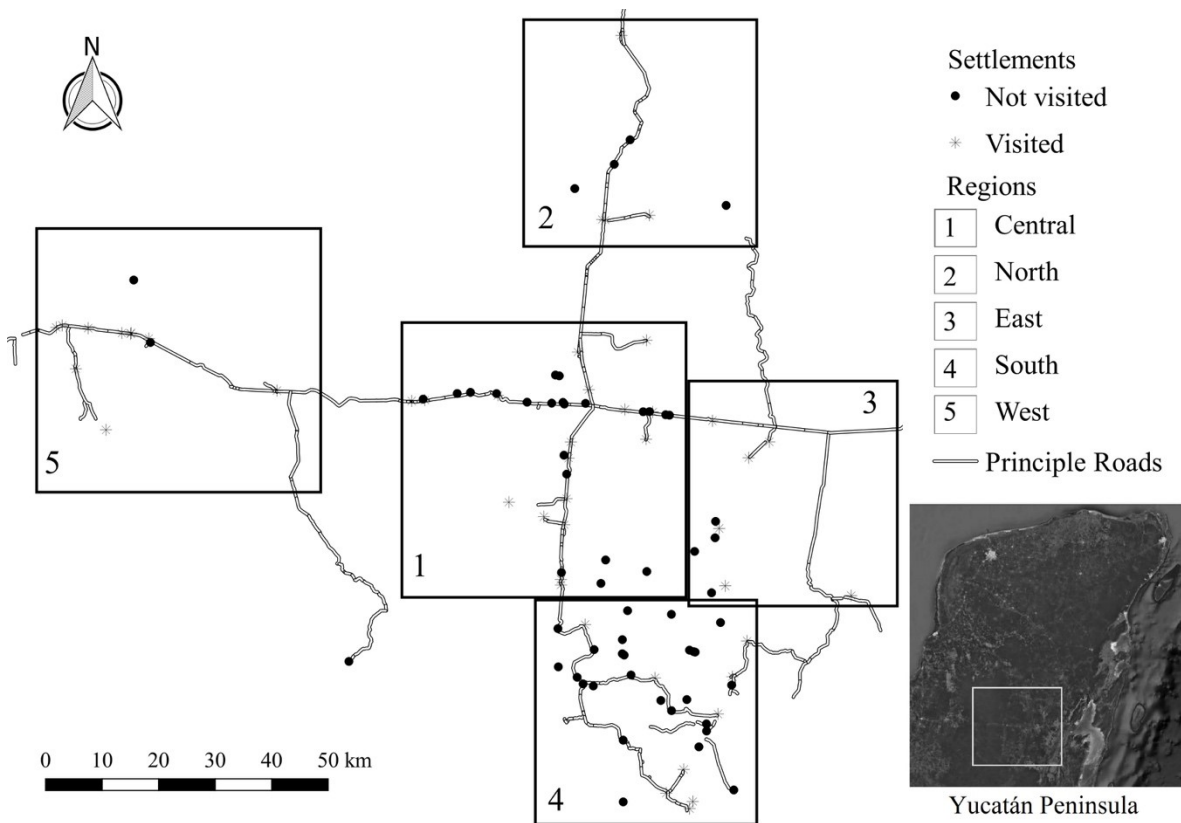 N
Settlements
Not visited
Visited
Regions
1 Central
2 North
3 East
4 South
5 West
Principle Roads
2
3
5
1
4
0 10 20 30 40 50 km
Yucatán Peninsula